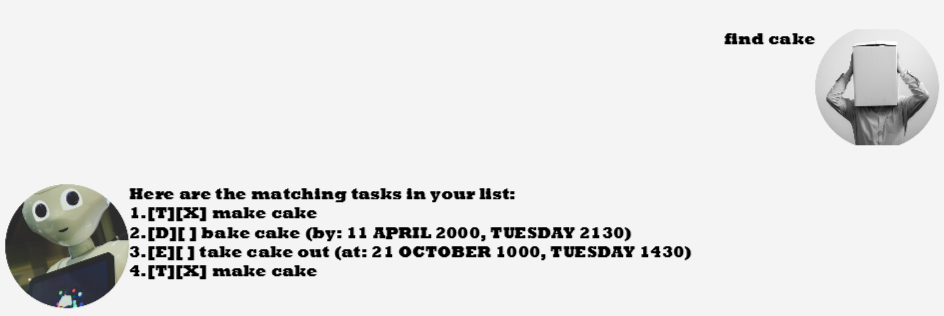 find cake
Here are the matching tasks in your list:
1.[T][X] make cake
2.[D][ ] bake cake (by: 11 APRIL 2000, TUESDAY 2130)
3.[E][ ] take cake out (at: 21 OCTOBER 1000, TUESDAY 1430)
4.[T][X] make cake